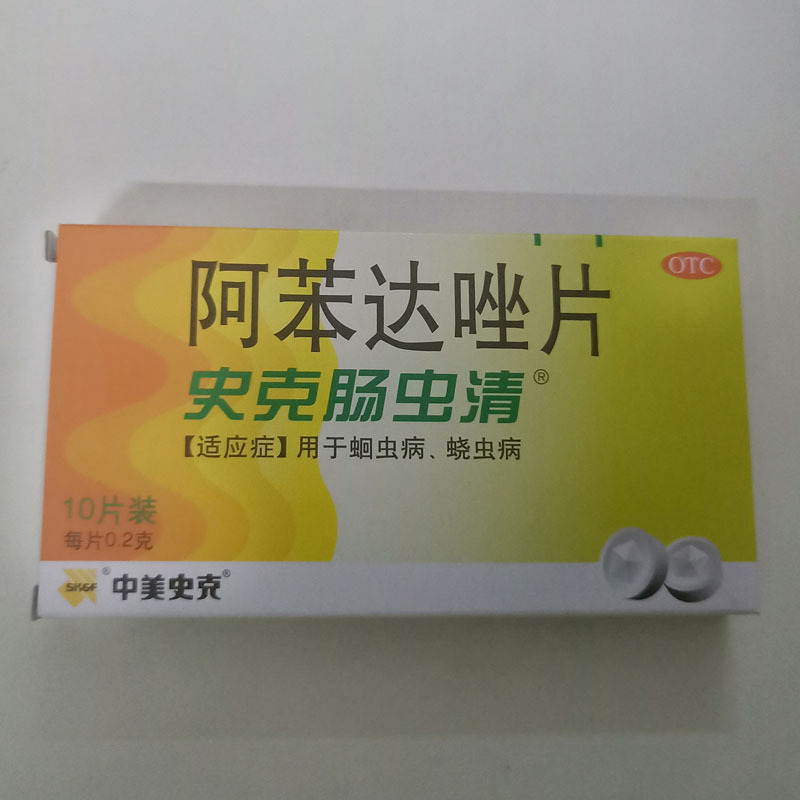 OTC
阿苯达唑片
史克肠虫清®
【适应症】用于蛔虫病、蛲虫病
10片装
每片0.2克
SK&F®中美史克®